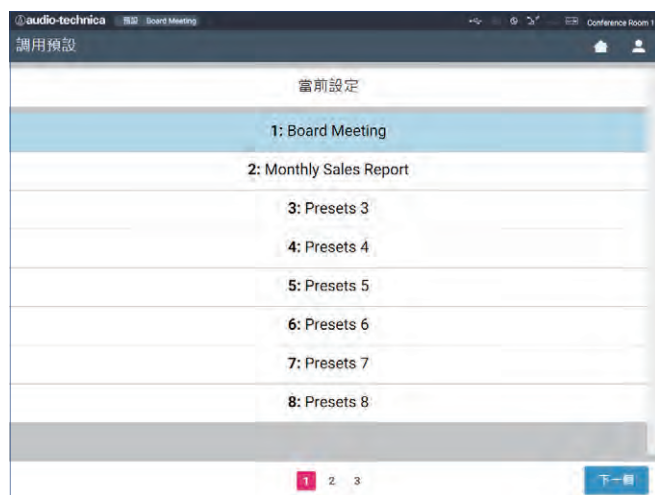 audio-technica 預設 Board Meeting Conference Room 1
調用預設
當前設定
1: Board Meeting
2: Monthly Sales Report
3: Presets 3
4: Presets 4
5: Presets 5
6: Presets 6
7: Presets 7
8: Presets 8
1 2 3
下一個